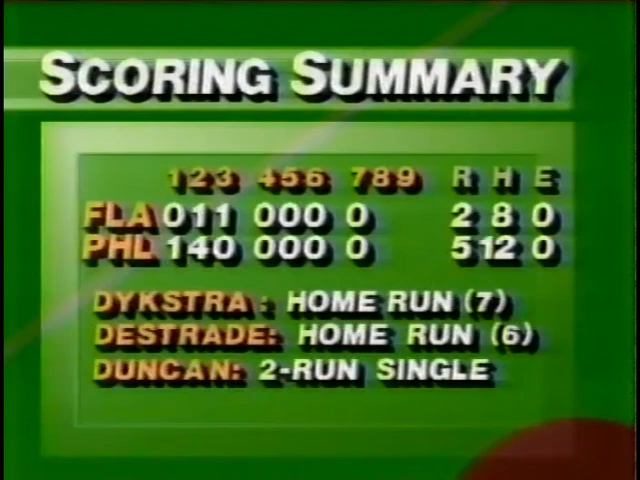 SCORING SUMMARY
123 456 789 R H E
FLA 011 000 0 2 8 0
PHL 140 000 0 5 12 0
DYKSTRA : HOME RUN (7)
DESTRADE: HOME RUN (6)
DUNCAN: 2-RUN SINGLE